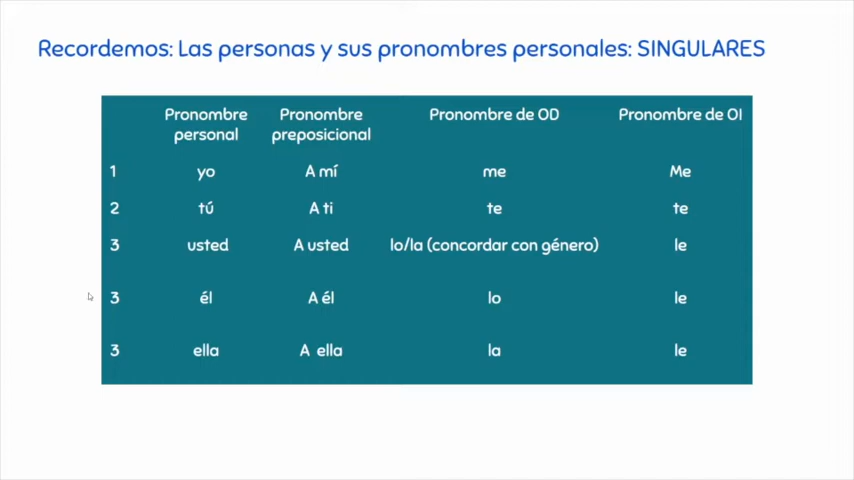 Recordemos: Las personas y sus pronombres personales: SINGULARES
Pronombre personal Pronombre preposicional Pronombre de OD Pronombre de OI
1 yo A mí me Me
2 tú A ti te te
3 usted A usted lo/la (concordar con género) le
3 él A él lo le
3 ella A ella la le